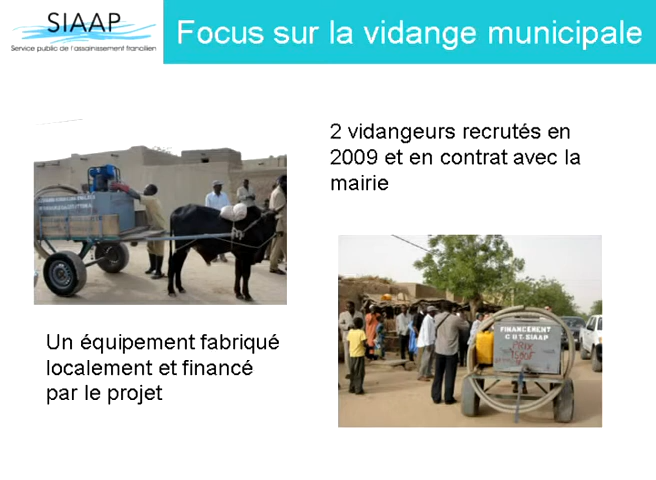 SIAAP
Service public de l'assainissement francilien
Focus sur la vidange municipale
2 vidangeurs recrutés en
2009 et en contrat avec la
mairie
Un équipement fabriqué
localement et financé
par le projet
FINANCEMENT
C U T. SIAAP